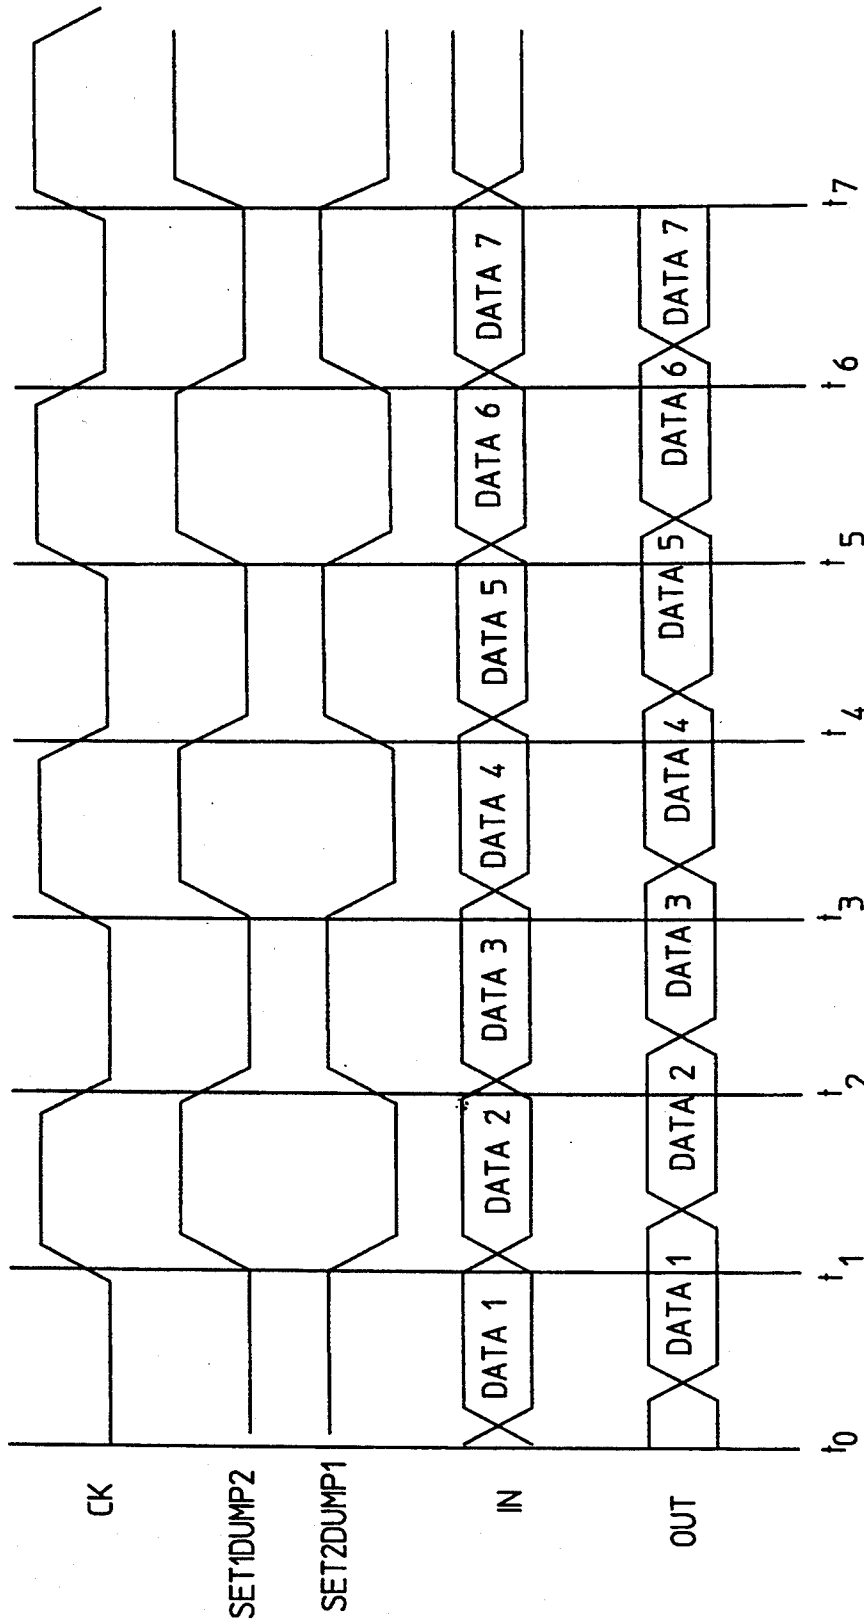 CK
SET1DUMP2
SET2DUMP1
IN DATA 1 DATA 2 DATA 3 DATA 4 DATA 5 DATA 6 DATA 7
OUT DATA 1 DATA 2 DATA 3 DATA 4 DATA 5 DATA 6 DATA 7
t0 t1 t2 t3 t4 t5 t6 t7